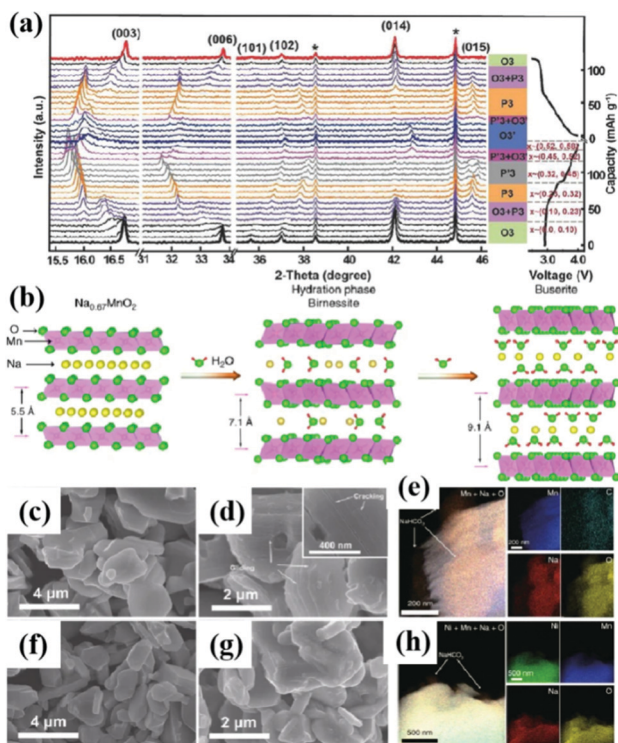 (a)
(003)
(006)
(101) (102)
*
(014)
*
(015)
Intensity (a.u.)
O3
O3+P3
P3
P'3+O3'
O3'
P'3+O3'
P'3
P3
O3+P3
O3
100
50
0
100
50
0
Capacity (mAh g⁻¹)
15.5 16.0 16.5 31 32 33 34 36 38 40 42 44 46
2-Theta (degree)
3.0 4.0
Voltage (V)
(b)
Na0.67MnO2
Hydration phase
Birnessite
Buserite
O
Mn
Na
H2O
5.5 Å
7.1 Å
9.1 Å
(c)
4 μm
(d)
Cracking
400 nm
2 μm
(e)
Mn + Na + O
200 nm
Mn
200 nm
C
Na
O
(f)
4 μm
(g)
2 μm
(h)
Ni + Mn + Na + O
500 nm
Ni
500 nm
Mn
Na
O